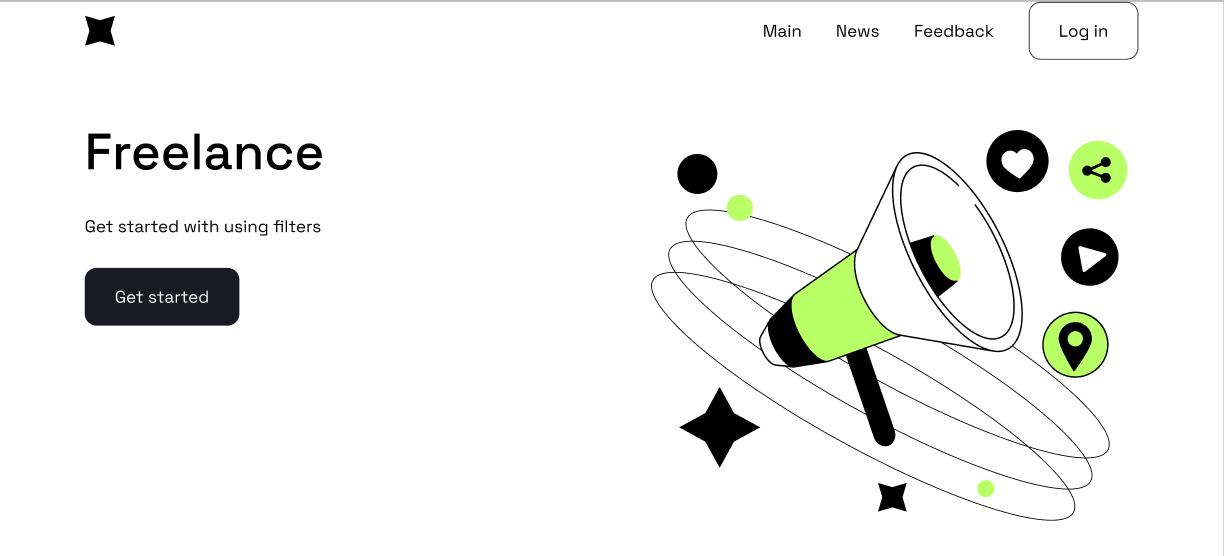 Main News Feedback Log in
Freelance
Get started with using filters
Get started